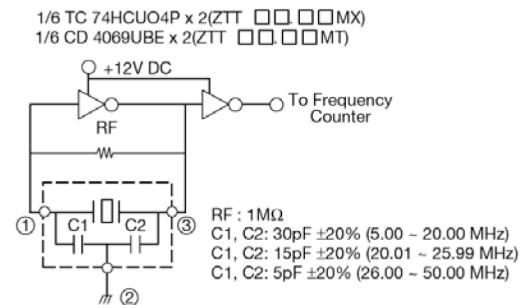 1/6 TC 74HCUO4P x 2(ZTT □□.□□MX)
1/6 CD 4069UBE x 2(ZTT □□.□□MT)
+12V DC
To Frequency
Counter
RF
① C1 C2 ③
②
RF : 1MΩ
C1, C2: 30pF ±20% (5.00 ~ 20.00 MHz)
C1, C2: 15pF ±20% (20.01 ~ 25.99 MHz)
C1, C2: 5pF ±20% (26.00 ~ 50.00 MHz)